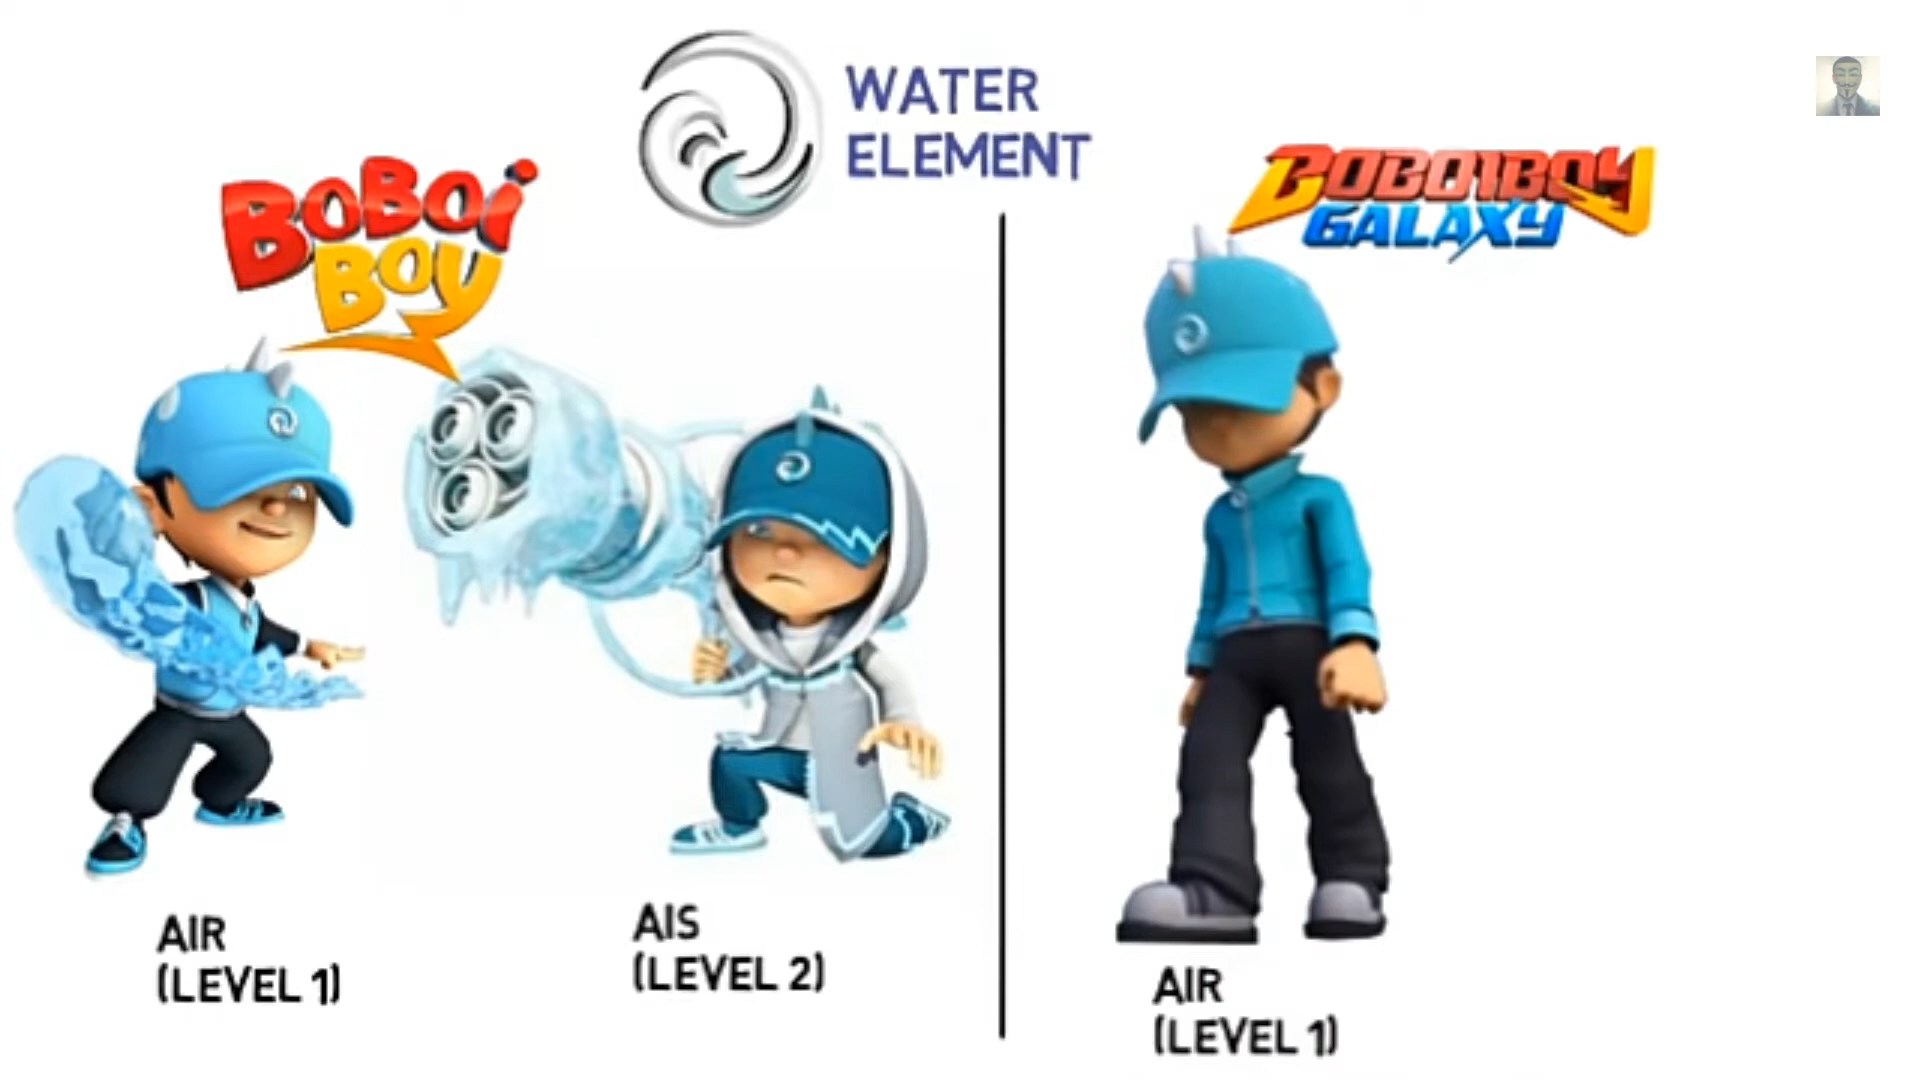 WATER
ELEMENT
BOBOI
BOY
BOBOIBOY
GALAXY
AIR
(LEVEL 1)
AIS
(LEVEL 2)
AIR
(LEVEL 1)